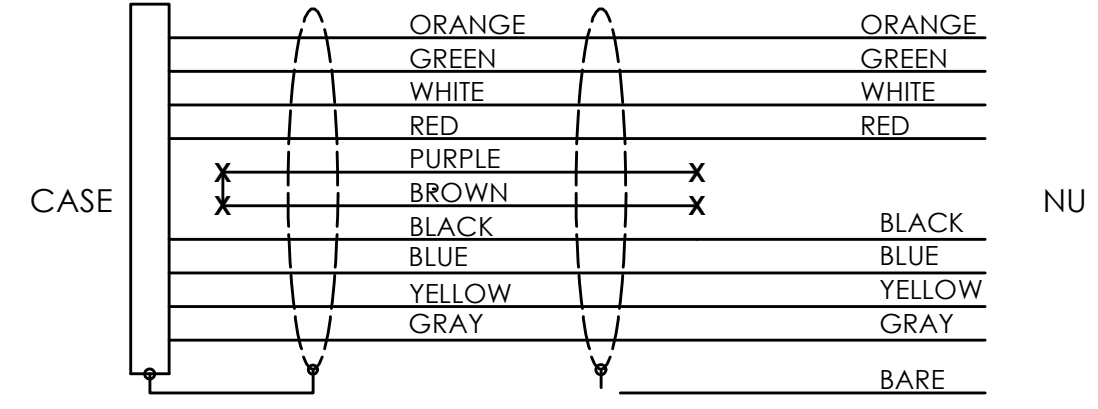 ORANGE ORANGE
GREEN GREEN
WHITE WHITE
RED RED
X PURPLE X
CASE X BROWN X NU
BLACK BLACK
BLUE BLUE
YELLOW YELLOW
GRAY GRAY
BARE